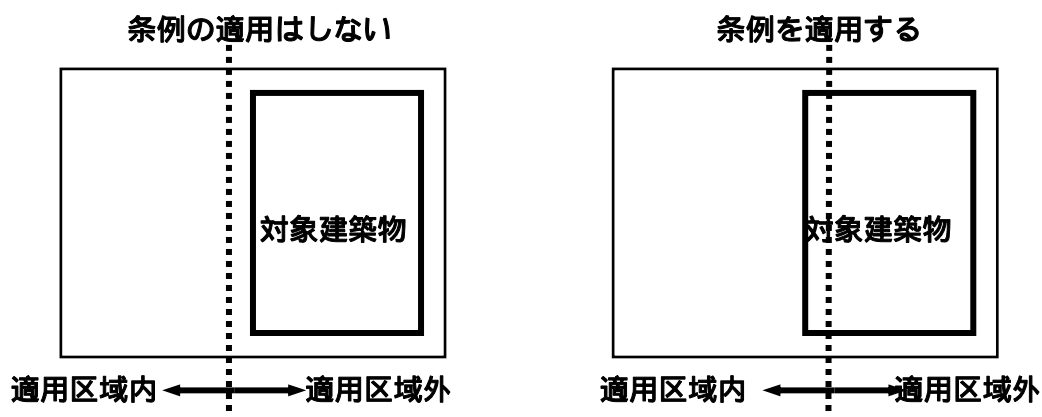 条例の適用はしない
対象建築物
適用区域内
適用区域外
条例を適用する
対象建築物
適用区域内
適用区域外